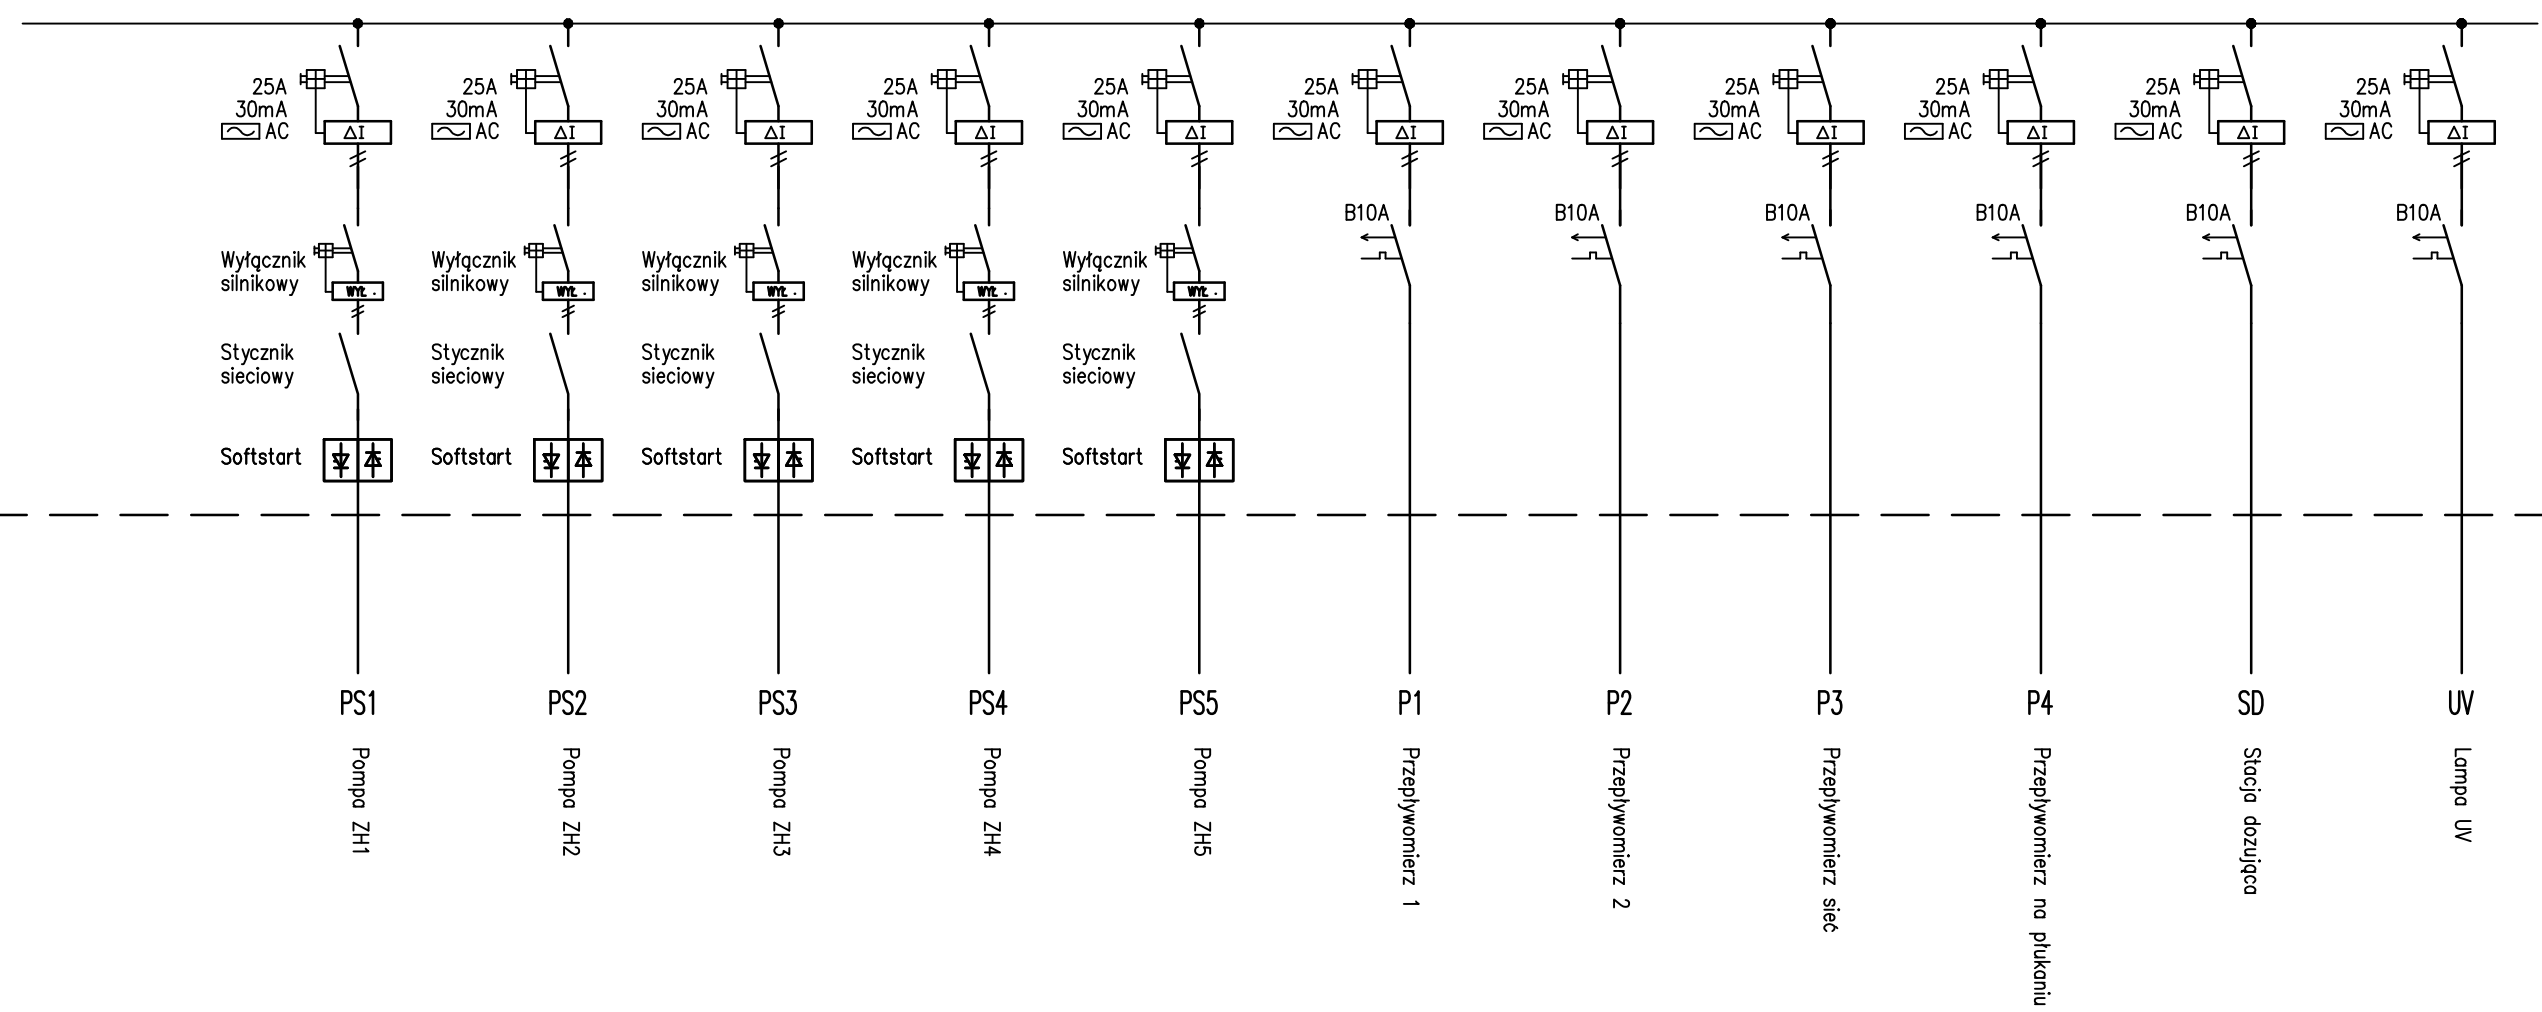 25A 25A 25A 25A 25A 25A 25A 25A 25A 25A 25A
30mA 30mA 30mA 30mA 30mA 30mA 30mA 30mA 30mA 30mA 30mA
AC ΔI AC ΔI AC ΔI AC ΔI AC ΔI AC ΔI AC ΔI AC ΔI AC ΔI AC ΔI AC ΔI
B10A B10A B10A B10A B10A B10A
Wyłącznik Wyłącznik Wyłącznik Wyłącznik Wyłącznik
silnikowy silnikowy silnikowy silnikowy silnikowy
WYŁ. WYŁ. WYŁ. WYŁ. WYŁ.
Stycznik Stycznik Stycznik Stycznik Stycznik
sieciowy sieciowy sieciowy sieciowy sieciowy
Softstart Softstart Softstart Softstart Softstart
PS1 PS2 PS3 PS4 PS5 P1 P2 P3 P4 SD UV
Pompa ZH1
Pompa ZH2
Pompa ZH3
Pompa ZH4
Pompa ZH5
Przepływomierz 1
Przepływomierz 2
Przepływomierz sieć
Przepływomierz na płukaniu
Stacja dozująca
Lampa UV